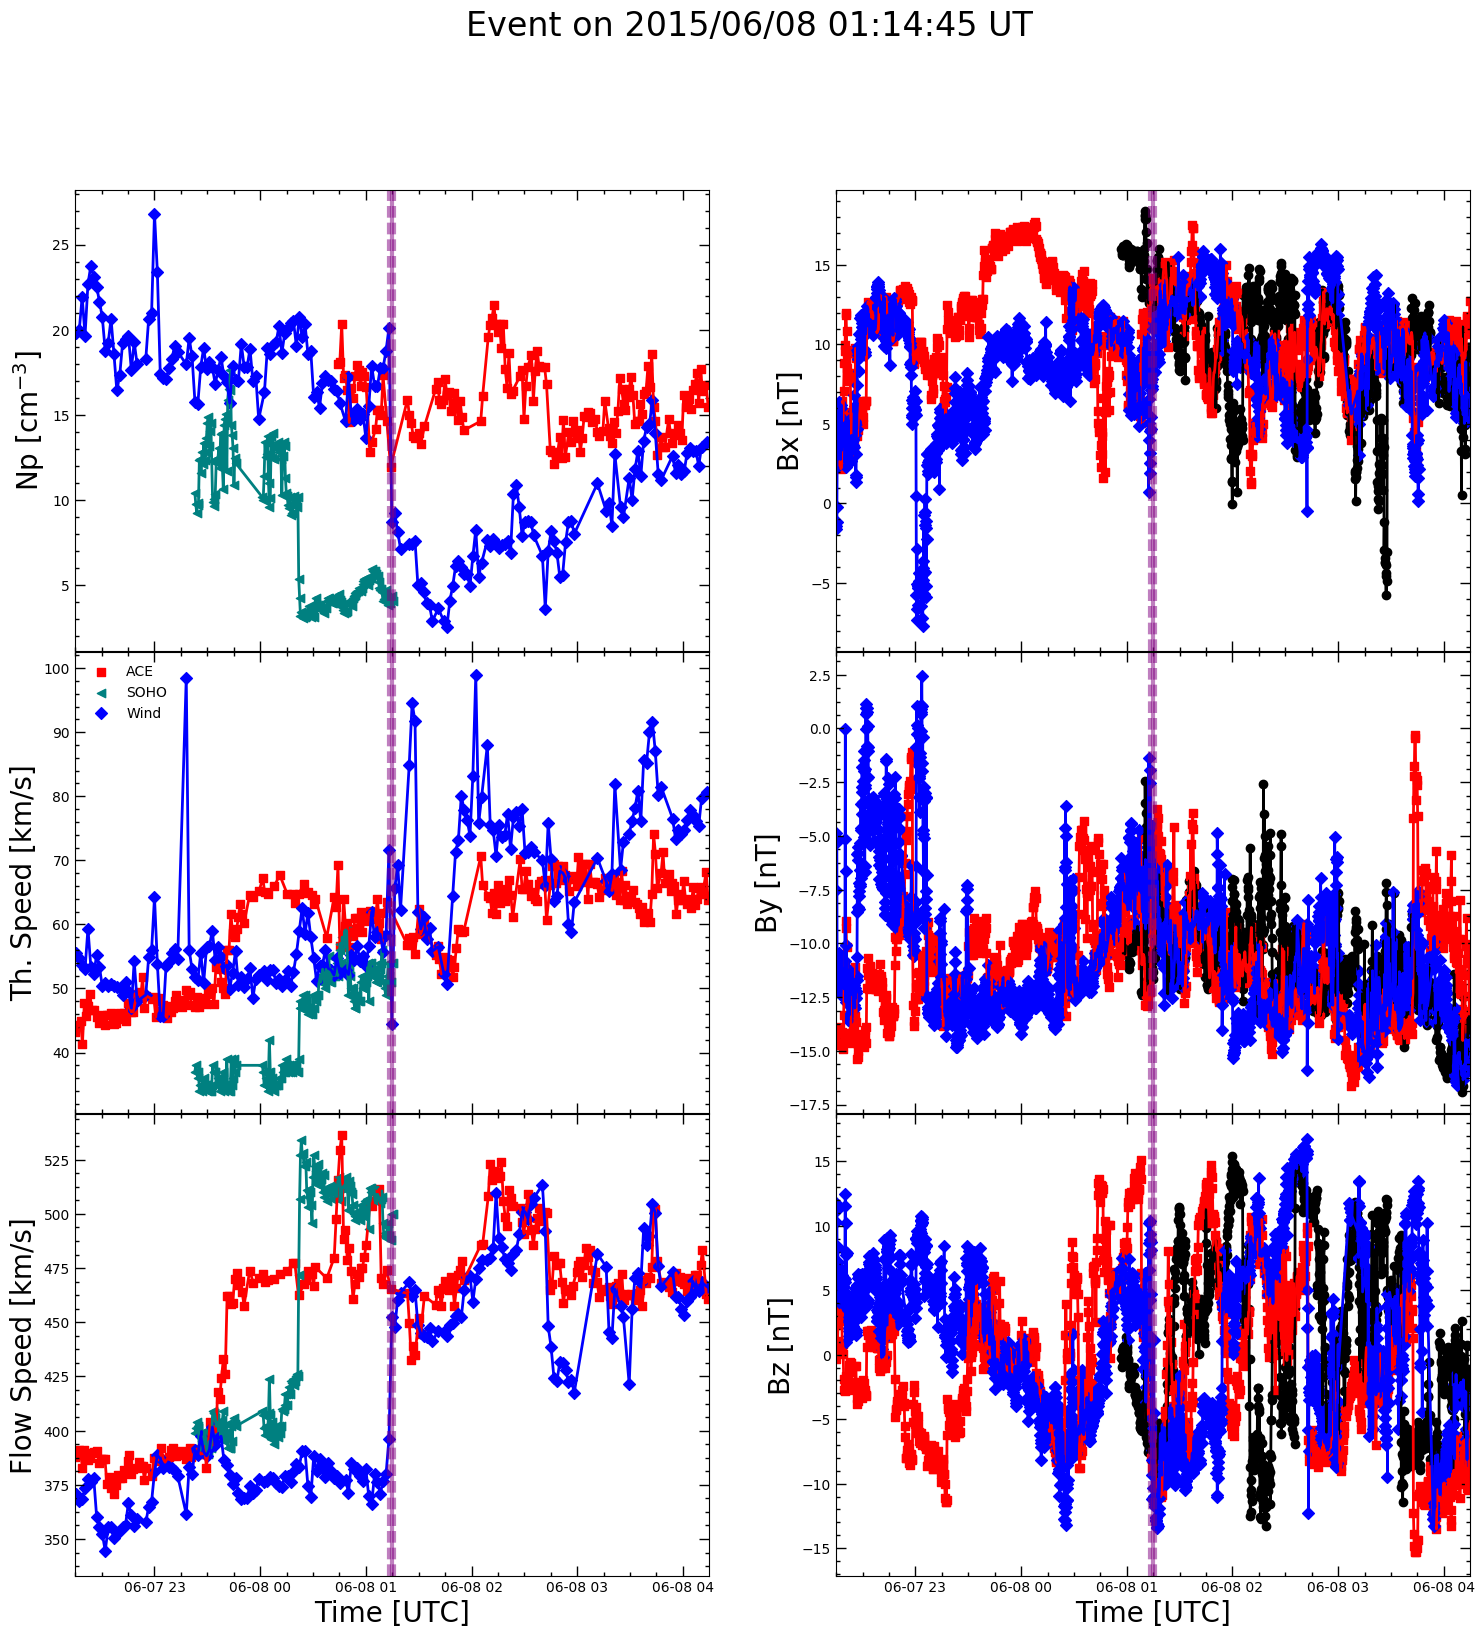 Event on 2015/06/08 01:14:45 UT
Np [cm⁻³]
25
20
15
10
5
Bx [nT]
15
10
5
0
−5
Th. Speed [km/s]
100
90
80
70
60
50
40
ACE
SOHO
Wind
By [nT]
2.5
0.0
−2.5
−5.0
−7.5
−10.0
−12.5
−15.0
−17.5
Flow Speed [km/s]
525
500
475
450
425
400
375
350
Bz [nT]
15
10
5
0
−5
−10
−15
06-07 23 06-08 00 06-08 01 06-08 02 06-08 03 06-08 04
Time [UTC]
06-07 23 06-08 00 06-08 01 06-08 02 06-08 03 06-08 04
Time [UTC]